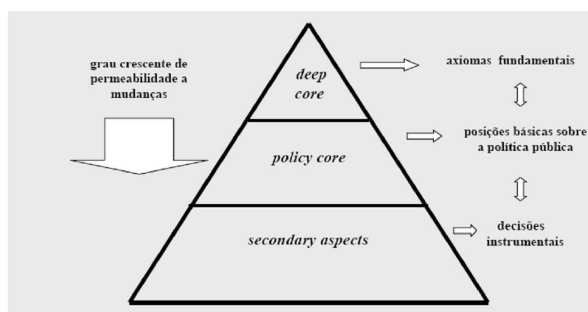 grau crescente de
permeabilidade a
mudanças
deep
core
axiomas fundamentais
policy core
posições básicas sobre
a política pública
secondary aspects
decisões
instrumentais